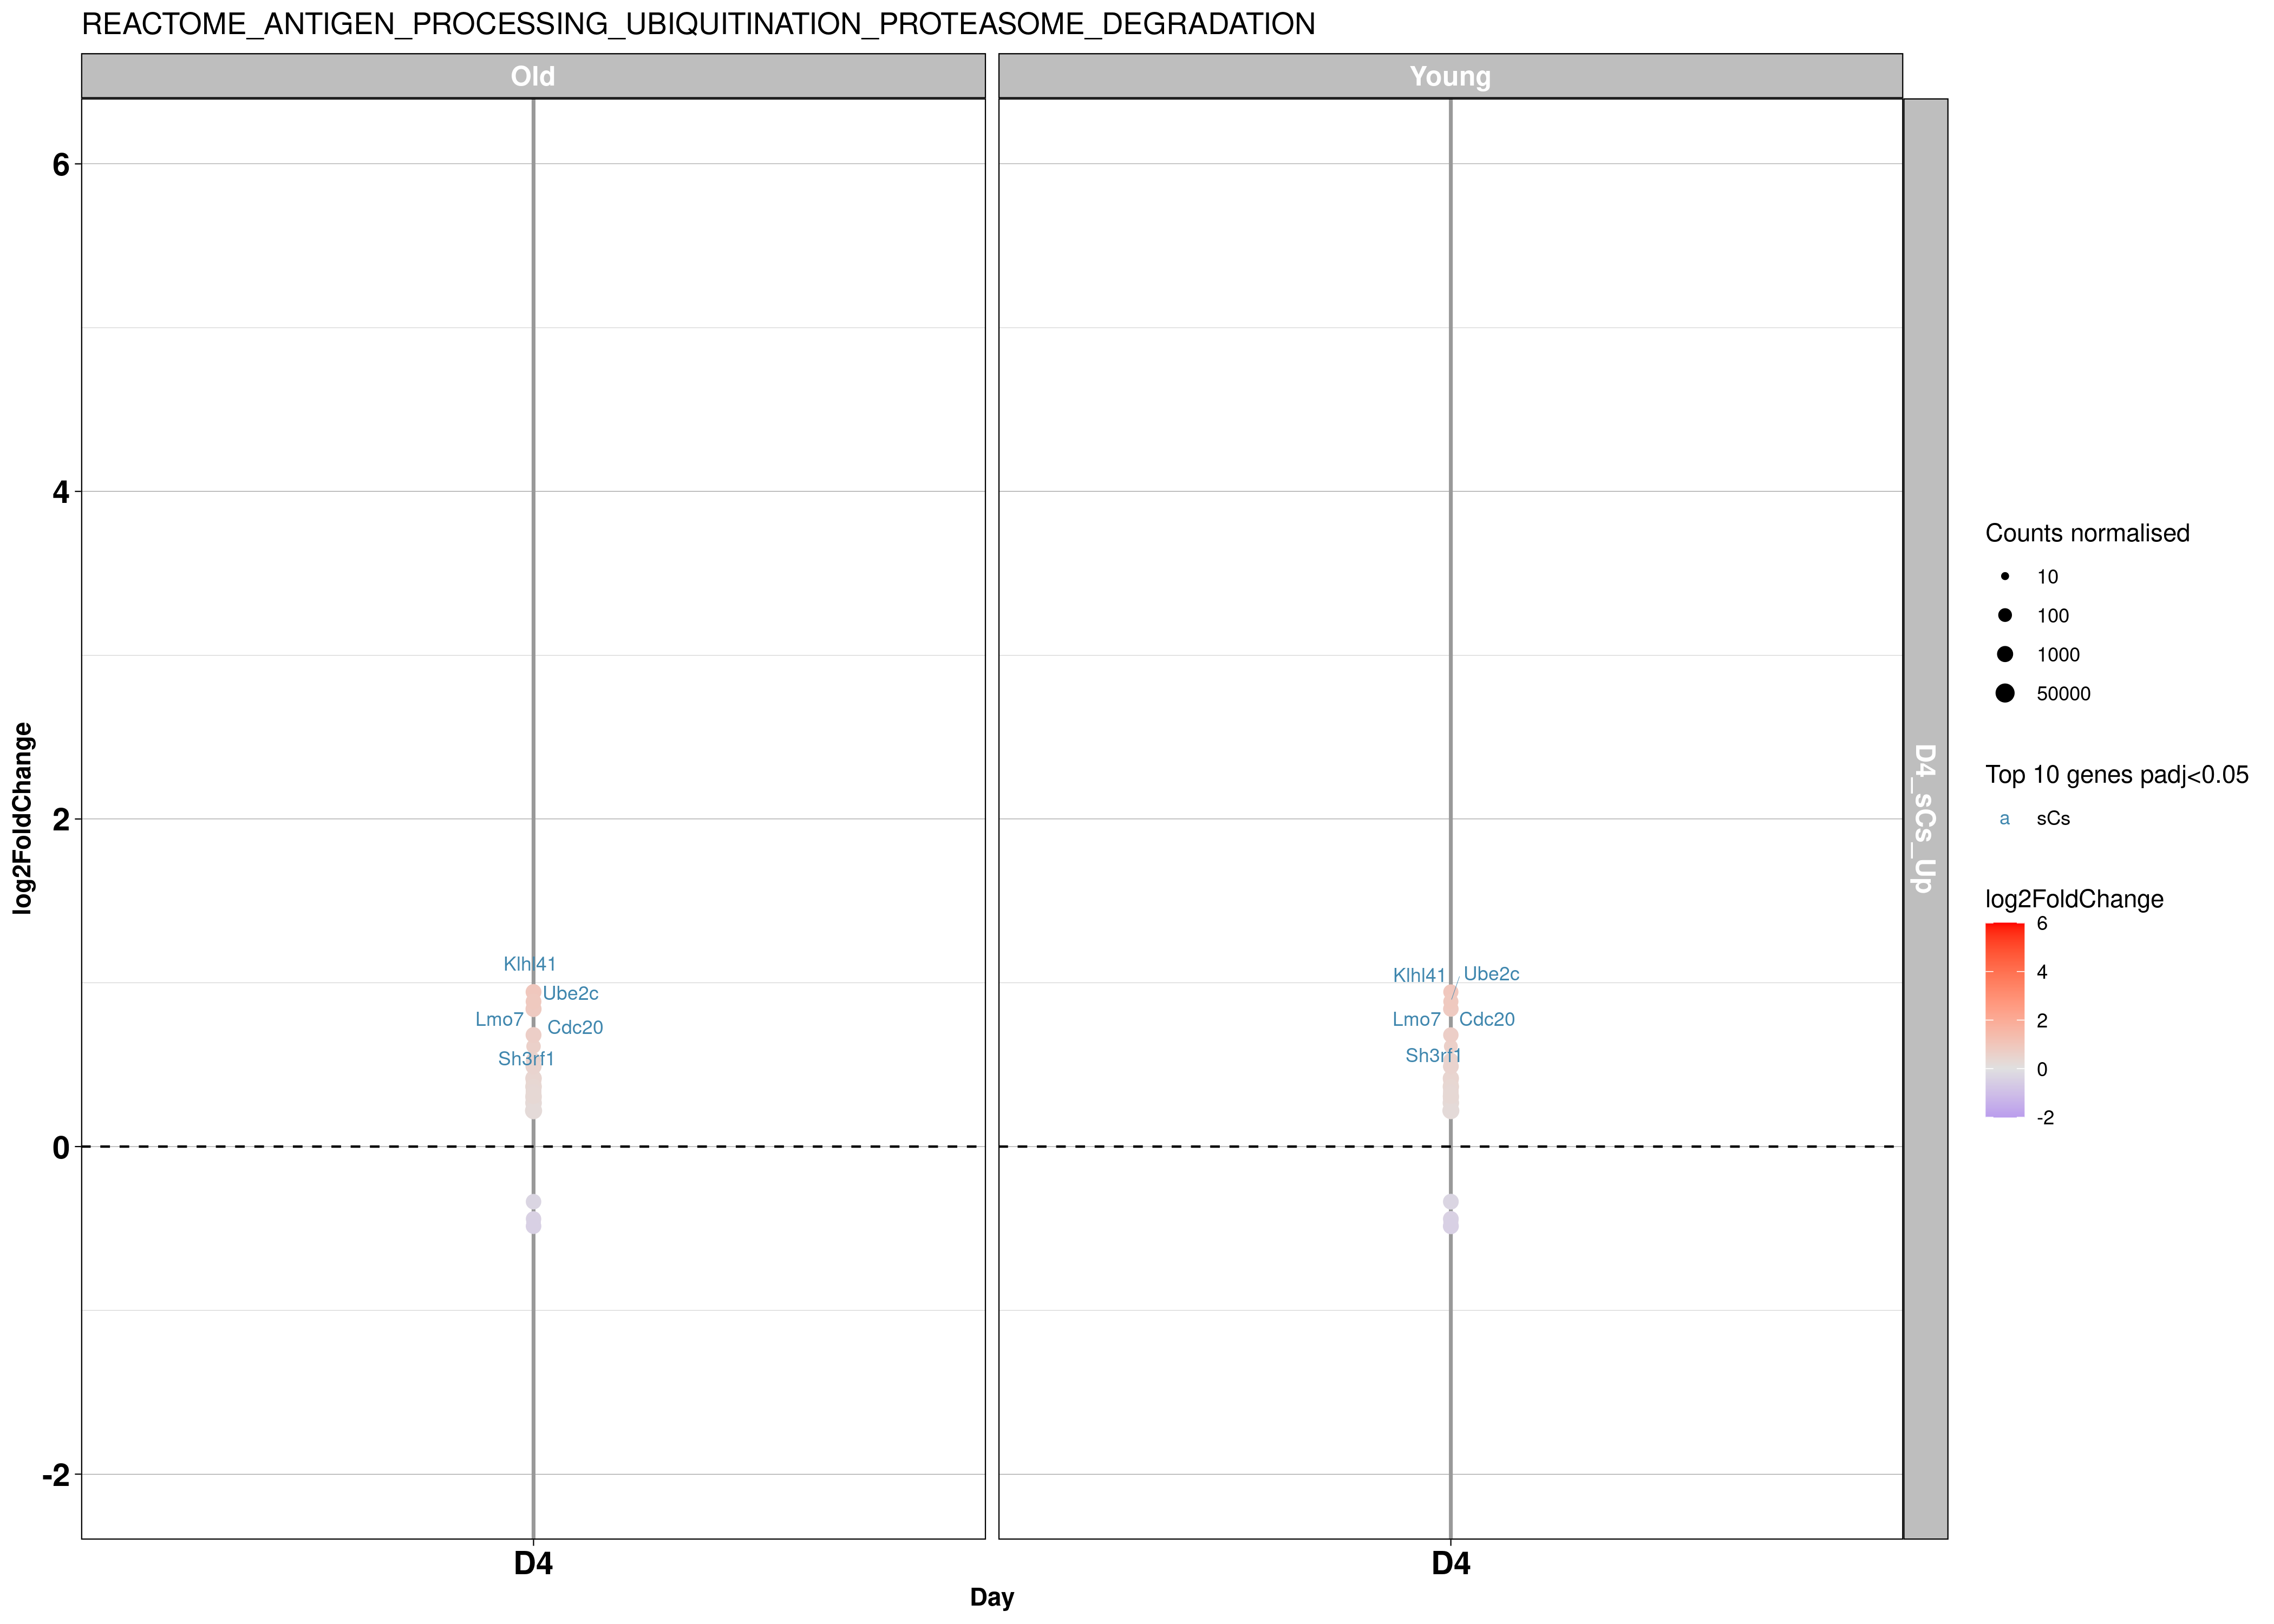 REACTOME_ANTIGEN_PROCESSING_UBIQUITINATION_PROTEASOME_DEGRADATION
Old
Young
D4_sCs_Up
log2FoldChange
6
4
2
0
-2
Klhl41
Ube2c
Lmo7
Cdc20
Sh3rf1
Klhl41
Ube2c
Lmo7
Cdc20
Sh3rf1
D4
D4
Day
Counts normalised
10
100
1000
50000
Top 10 genes padj<0.05
a sCs
log2FoldChange
6
4
2
0
-2